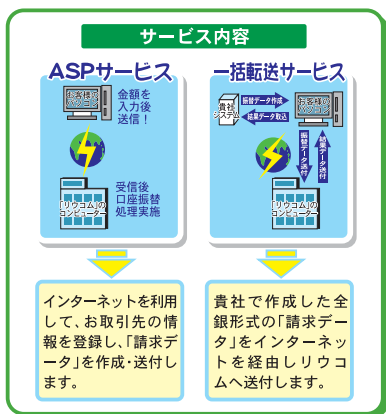 サービス内容
ASPサービス
お客様の
パソコン
金額を
入力後
送信！
「リウコム」の
コンピューター
受信後
口座振替
処理実施
インターネットを利用
して、お取引先の情
報を登録し、「請求デ
ータ」を作成・送付し
ます。
一括転送サービス
貴社
システム
振替データ作成
結果データ取込
お客様の
パソコン
振替データ送付
結果データ送付
「リウコム」の
コンピューター
貴社で作成した全
銀形式の「請求デー
タ」をインターネッ
トを経由しリウコ
ムへ送付します。